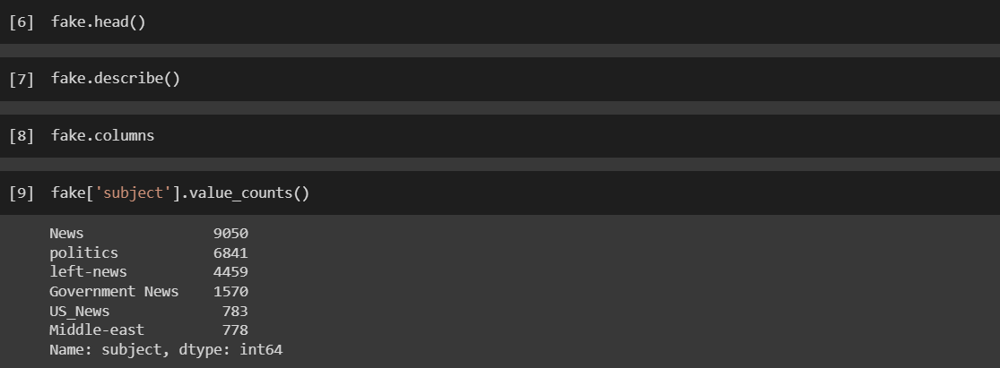 [6] fake.head()
[7] fake.describe()
[8] fake.columns
[9] fake['subject'].value_counts()
News 9050
politics 6841
left-news 4459
Government News 1570
US_News 783
Middle-east 778
Name: subject, dtype: int64